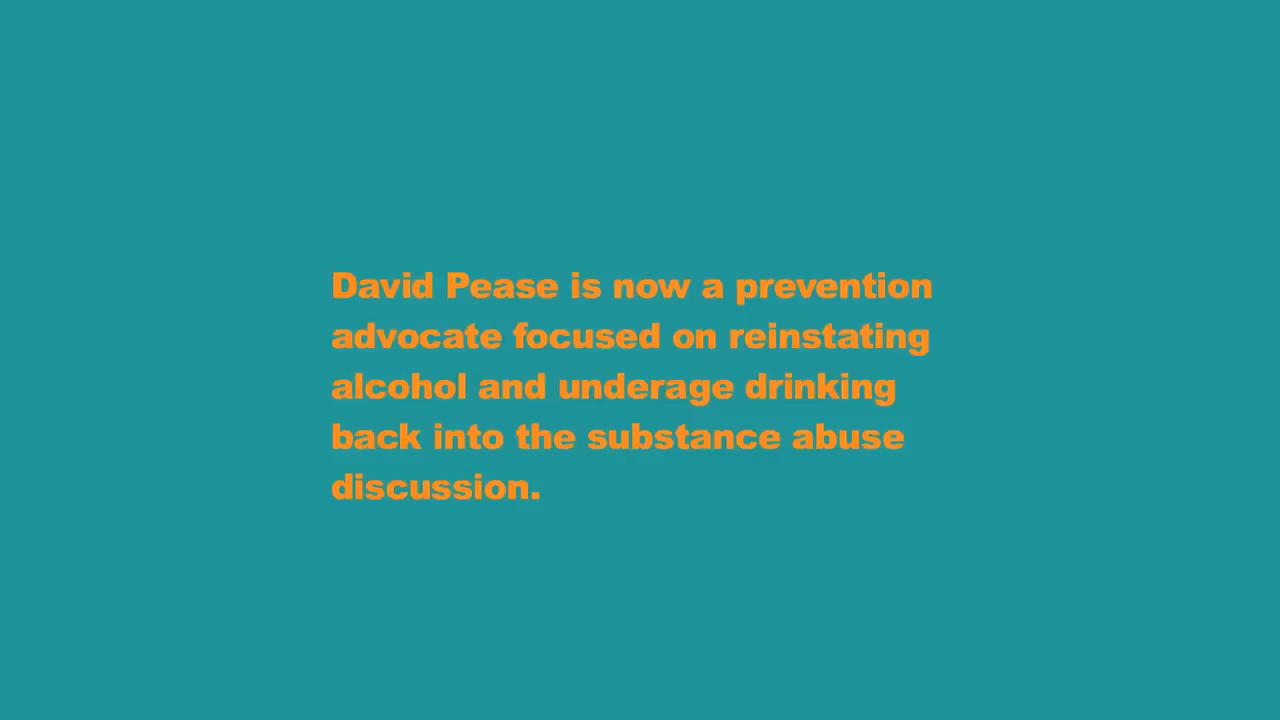 David Pease is now a prevention
advocate focused on reinstating
alcohol and underage drinking
back into the substance abuse
discussion.